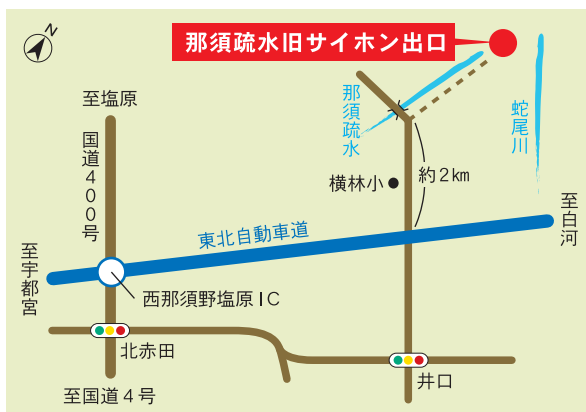 N
那須疏水旧サイホン出口
至塩原
国道400号
那須疏水
蛇尾川
横林小
約2km
至白河
東北自動車道
至宇都宮
西那須野塩原IC
北赤田
井口
至国道4号